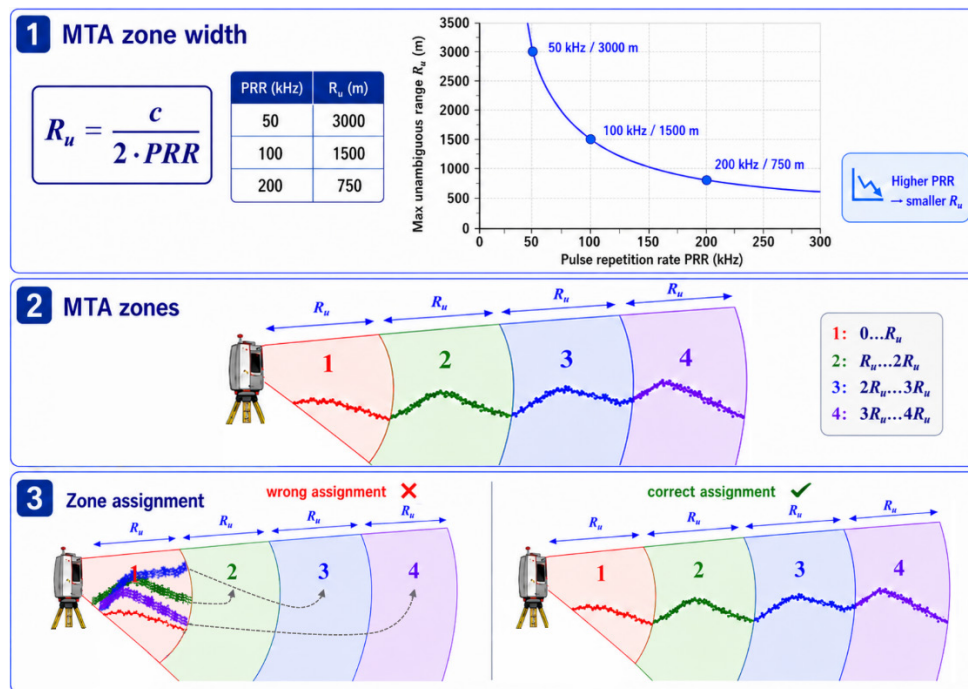 1 MTA zone width
R_u = c / (2 · PRR)
PRR (kHz) R_u (m)
50 3000
100 1500
200 750
Max unambiguous range R_u (m)
3500
3000
2500
2000
1500
1000
500
0
0 50 100 150 200 250 300
Pulse repetition rate PRR (kHz)
50 kHz / 3000 m
100 kHz / 1500 m
200 kHz / 750 m
Higher PRR
→ smaller R_u
2 MTA zones
R_u R_u R_u R_u
1 2 3 4
1: 0...R_u
2: R_u...2R_u
3: 2R_u...3R_u
4: 3R_u...4R_u
3 Zone assignment
wrong assignment ✗
R_u R_u R_u R_u
1 2 3 4
correct assignment ✓
R_u R_u R_u R_u
1 2 3 4